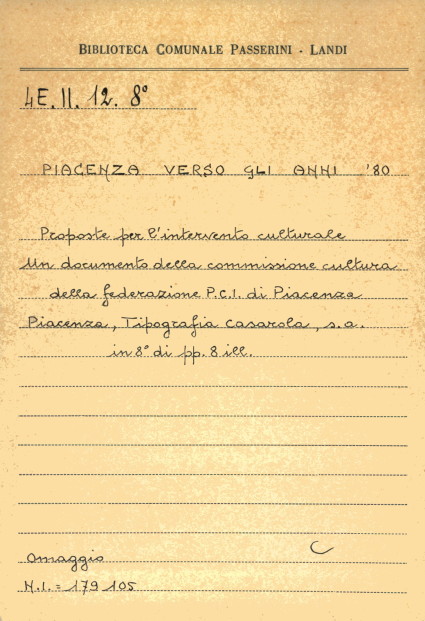 BIBLIOTECA COMUNALE PASSERINI - LANDI
4E. II. 12. 8°
PIACENZA VERSO GLI ANNI '80
Proposte per l'intervento culturale
Un documento della commissione cultura
della federazione P.C.I. di Piacenza
Piacenza, Tipografia Casarola, s.a.
in 8° di pp. 8 ill.
C
Omaggio
N.I. = 179 105